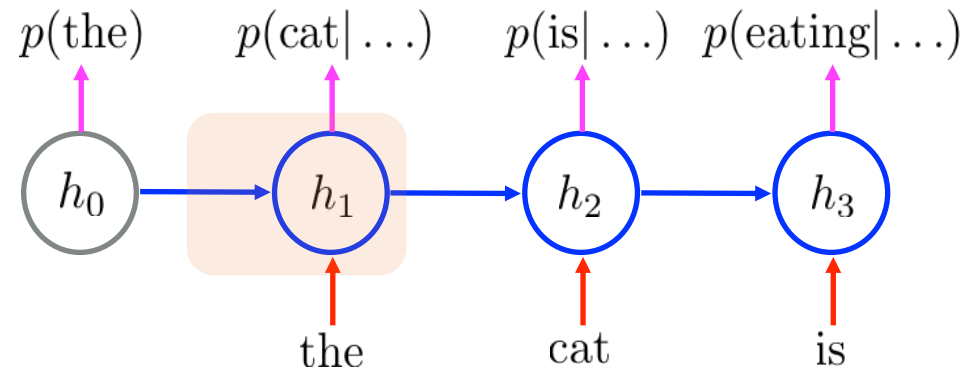 p(the) p(cat| ...) p(is| ...) p(eating| ...)
h₀ h₁ h₂ h₃
the cat is